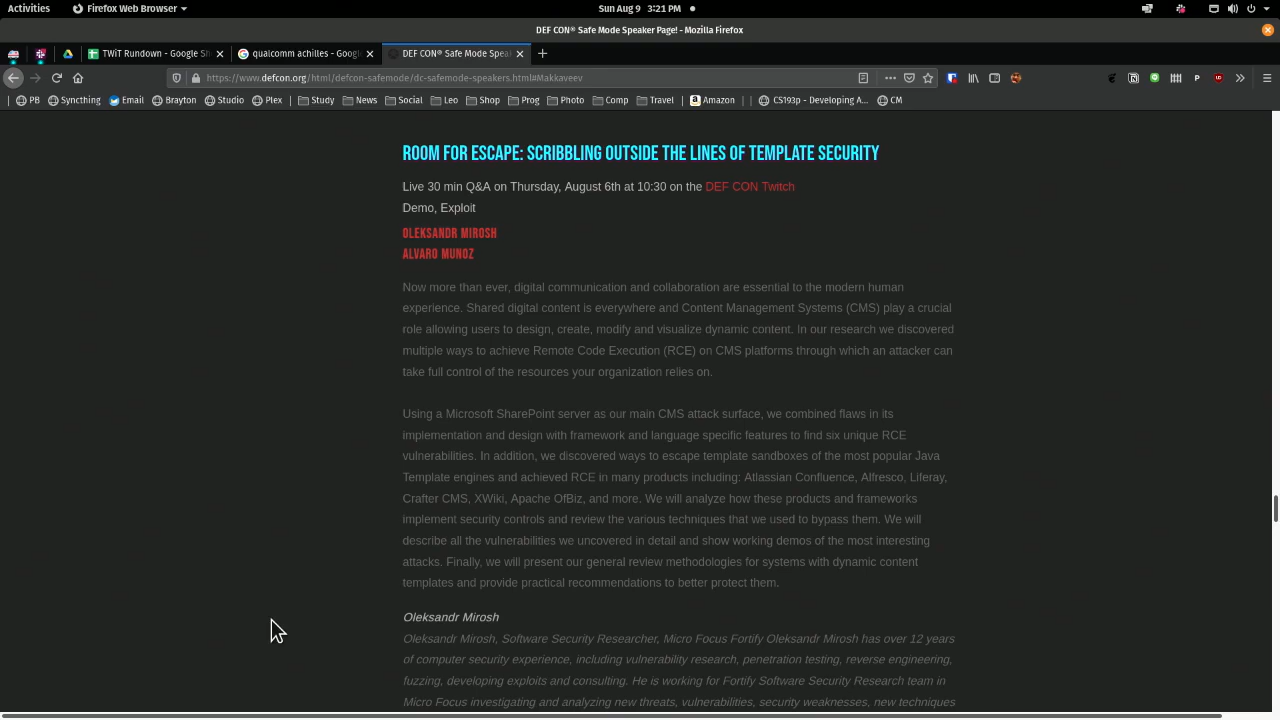 Activities Firefox Web Browser Sun Aug 9 3:21 PM
DEF CON® Safe Mode Speaker Page! - Mozilla Firefox
TWiT Rundown - Google Sh qualcomm achilles - Googl DEF CON® Safe Mode Speak
https://www.defcon.org/html/defcon-safemode/dc-safemode-speakers.html#Makkaveev
PB Syncthing Email Brayton Studio Plex Study News Social Leo Shop Prog Photo Comp Travel Amazon CS193p - Developing A... CM
ROOM FOR ESCAPE: SCRIBBLING OUTSIDE THE LINES OF TEMPLATE SECURITY
Live 30 min Q&A on Thursday, August 6th at 10:30 on the DEF CON Twitch
Demo, Exploit
OLEKSANDR MIROSH
ALVARO MUNOZ
Now more than ever, digital communication and collaboration are essential to the modern human
experience. Shared digital content is everywhere and Content Management Systems (CMS) play a crucial
role allowing users to design, create, modify and visualize dynamic content. In our research we discovered
multiple ways to achieve Remote Code Execution (RCE) on CMS platforms through which an attacker can
take full control of the resources your organization relies on.
Using a Microsoft SharePoint server as our main CMS attack surface, we combined flaws in its
implementation and design with framework and language specific features to find six unique RCE
vulnerabilities. In addition, we discovered ways to escape template sandboxes of the most popular Java
Template engines and achieved RCE in many products including: Atlassian Confluence, Alfresco, Liferay,
Crafter CMS, XWiki, Apache OfBiz, and more. We will analyze how these products and frameworks
implement security controls and review the various techniques that we used to bypass them. We will
describe all the vulnerabilities we uncovered in detail and show working demos of the most interesting
attacks. Finally, we will present our general review methodologies for systems with dynamic content
templates and provide practical recommendations to better protect them.
Oleksandr Mirosh
Oleksandr Mirosh, Software Security Researcher, Micro Focus Fortify Oleksandr Mirosh has over 12 years
of computer security experience, including vulnerability research, penetration testing, reverse engineering,
fuzzing, developing exploits and consulting. He is working for Fortify Software Security Research team in
Micro Focus investigating and analyzing new threats, vulnerabilities, security weaknesses, new techniques